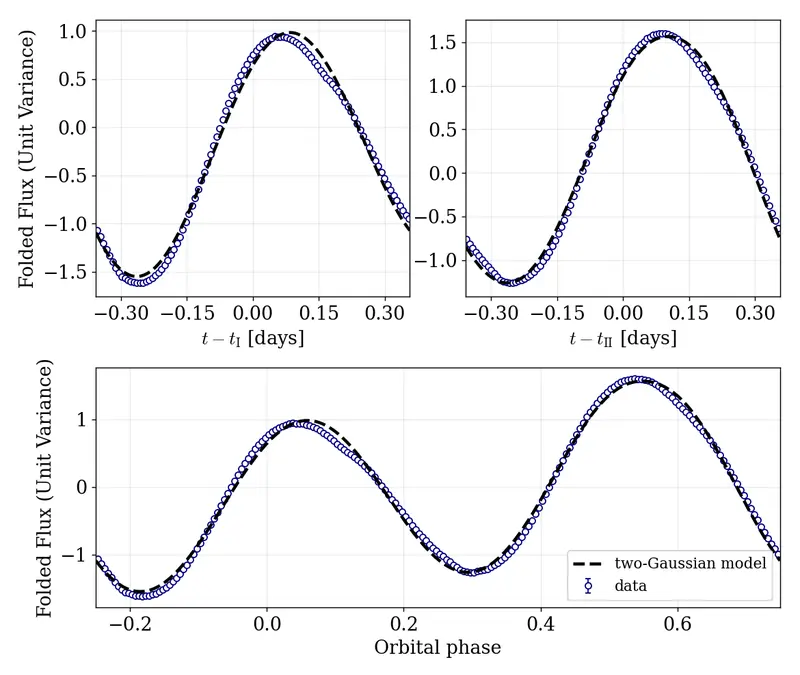 Folded Flux (Unit Variance)
1.0
0.5
0.0
−0.5
−1.0
−1.5
−0.30 −0.15 0.00 0.15 0.30
t − tI [days]
1.5
1.0
0.5
0.0
−0.5
−1.0
−0.30 −0.15 0.00 0.15 0.30
t − tII [days]
Folded Flux (Unit Variance)
1
0
−1
−0.2 0.0 0.2 0.4 0.6
Orbital phase
two-Gaussian model
data